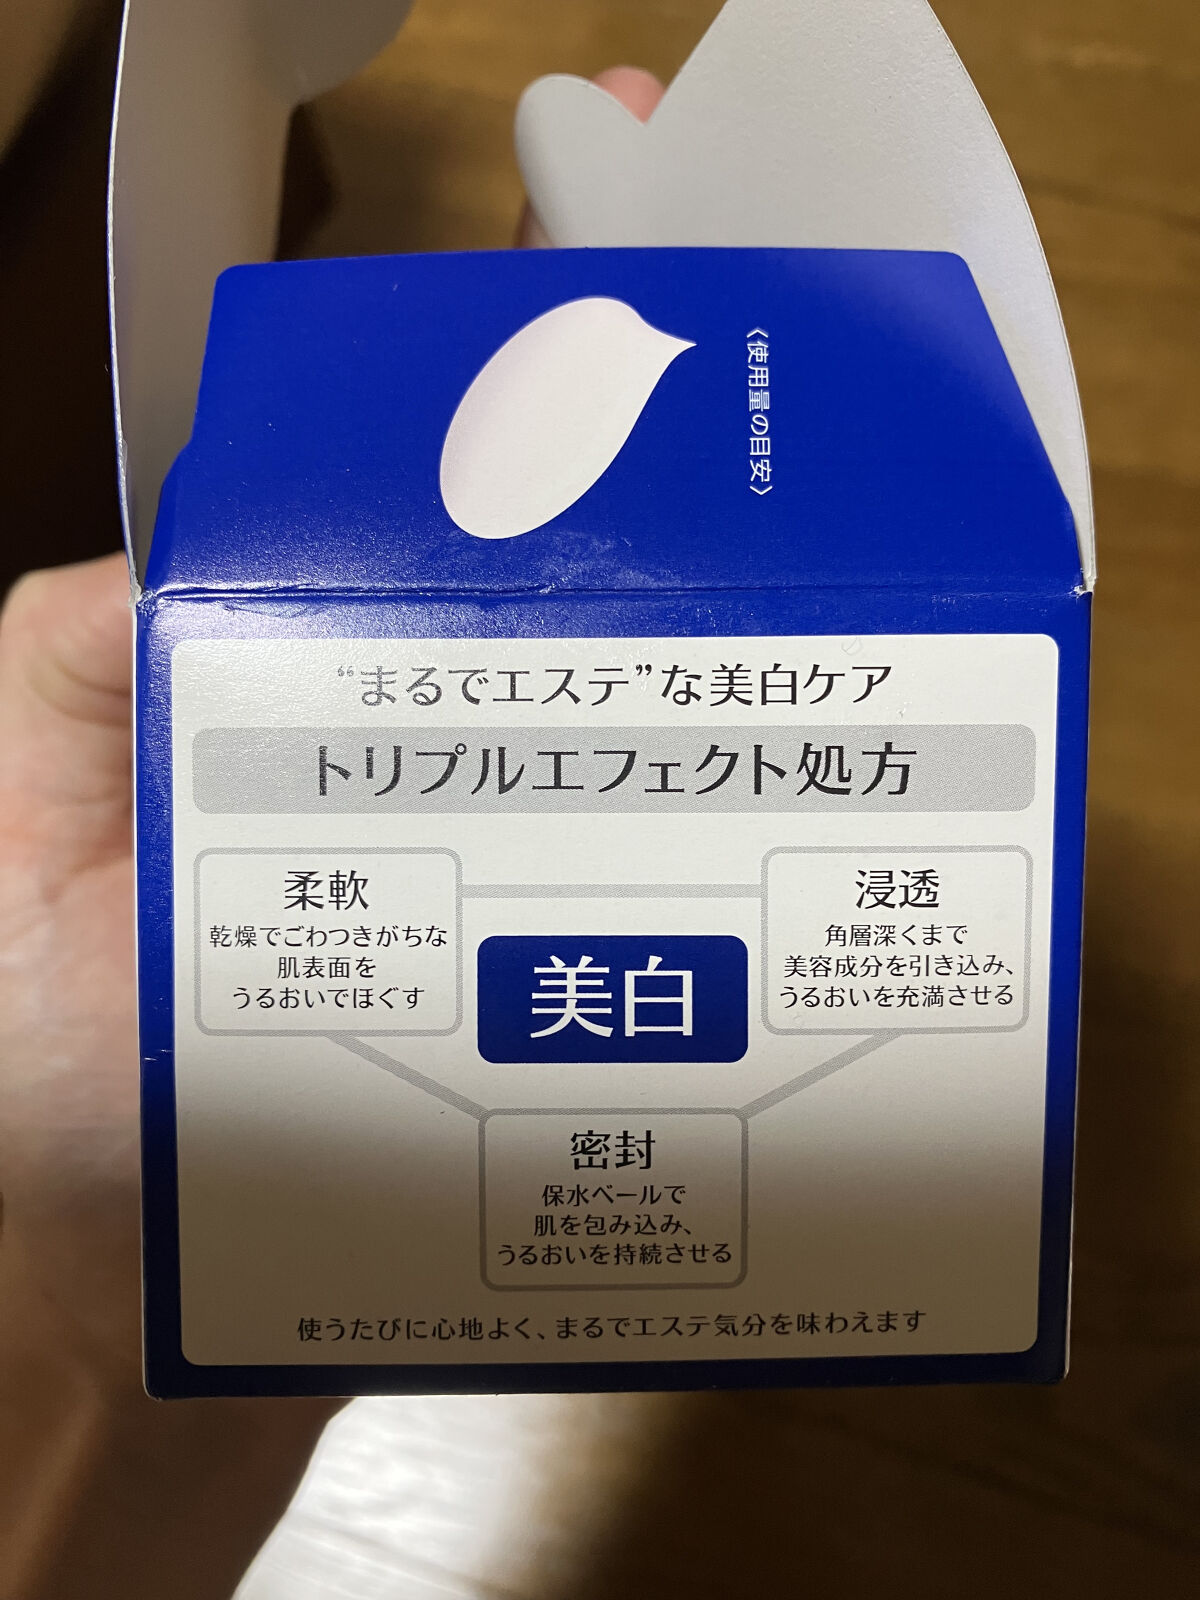 〈使用量の目安〉
“まるでエステ”な美白ケア
トリプルエフェクト処方
柔軟
乾燥でごわつきがちな
肌表面を
うるおいでほぐす
浸透
角層深くまで
美容成分を引き込み、
うるおいを充満させる
美白
密封
保水ベールで
肌を包み込み、
うるおいを持続させる
使うたびに心地よく、まるでエステ気分を味わえます